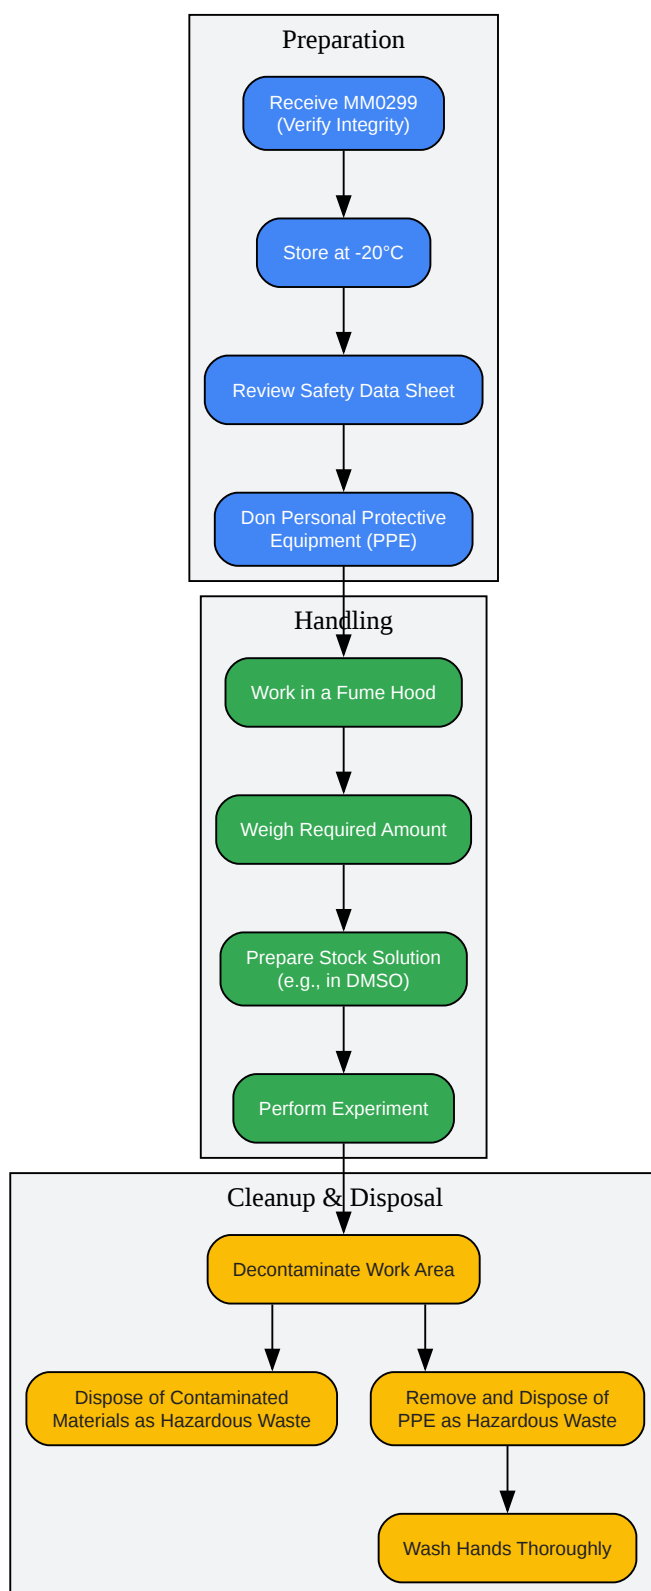 Preparation
Receive MM0299
(Verify Integrity)
Store at -20°C
Review Safety Data Sheet
Don Personal Protective
Equipment (PPE)
Handling
Work in a Fume Hood
Weigh Required Amount
Prepare Stock Solution
(e.g., in DMSO)
Perform Experiment
Cleanup & Disposal
Decontaminate Work Area
Dispose of Contaminated
Materials as Hazardous Waste
Remove and Dispose of
PPE as Hazardous Waste
Wash Hands Thoroughly